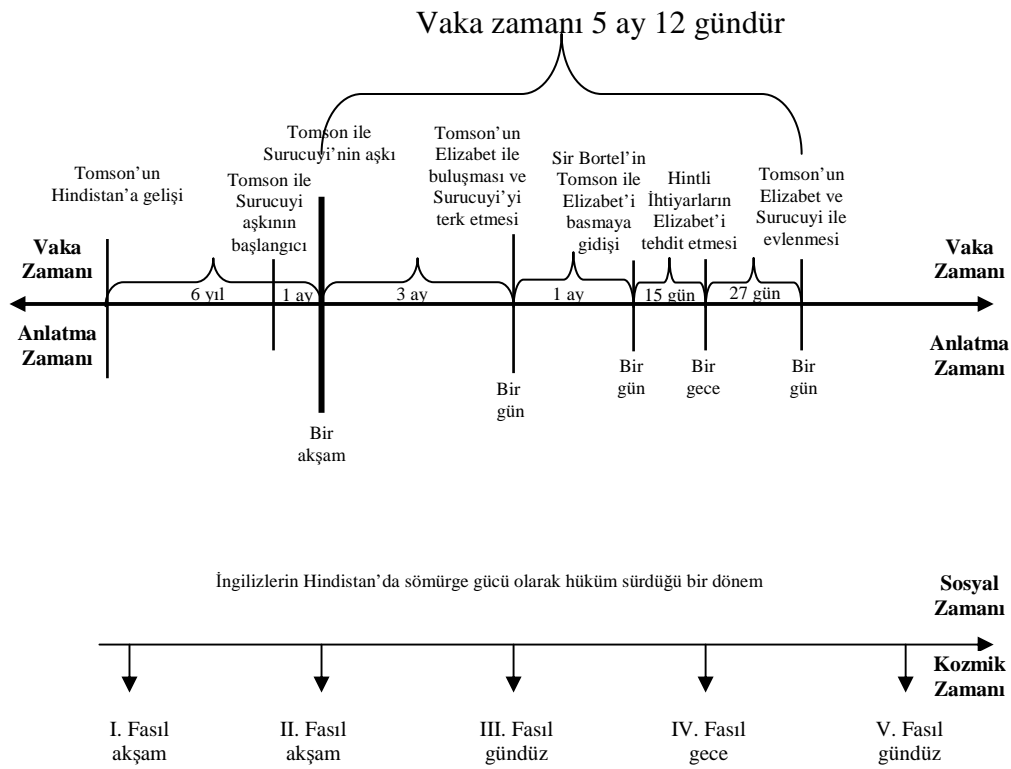 Vaka zamanı 5 ay 12 gündür
Tomson'un
Hindistan'a gelişi
Tomson ile
Surucuyi
aşkının
başlangıcı
Tomson ile
Surucuyi'nin aşkı
Tomson'un
Elizabet ile
buluşması ve
Surucuyi'yi
terk etmesi
Sir Bortel'in
Tomson ile
Elizabet'i
basmaya
gidişi
Hintli
İhtiyarların
Elizabet'i
tehdit etmesi
Tomson'un
Elizabet ve
Surucuyi ile
evlenmesi
Vaka
Zamanı
Vaka
Zamanı
6 yıl
1 ay
3 ay
1 ay
15 gün
27 gün
Anlatma
Zamanı
Anlatma
Zamanı
Bir
akşam
Bir
gün
Bir
gün
Bir
gece
Bir
gün
İngilizlerin Hindistan'da sömürge gücü olarak hüküm sürdüğü bir dönem
Sosyal
Zamanı
Kozmik
Zamanı
I. Fasıl
akşam
II. Fasıl
akşam
III. Fasıl
gündüz
IV. Fasıl
gece
V. Fasıl
gündüz